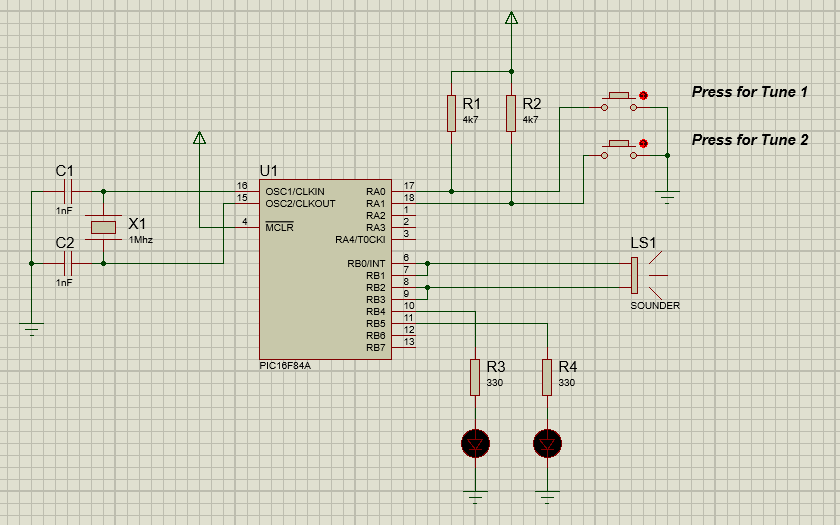 R1
4k7
R2
4k7
Press for Tune 1
Press for Tune 2
C1
1nF
X1
1Mhz
C2
1nF
U1
16
15
4
OSC1/CLKIN
OSC2/CLKOUT
MCLR
RA0
RA1
RA2
RA3
RA4/T0CKI
RB0/INT
RB1
RB2
RB3
RB4
RB5
RB6
RB7
17
18
1
2
3
6
7
8
9
10
11
12
13
PIC16F84A
LS1
SOUNDER
R3
330
R4
330